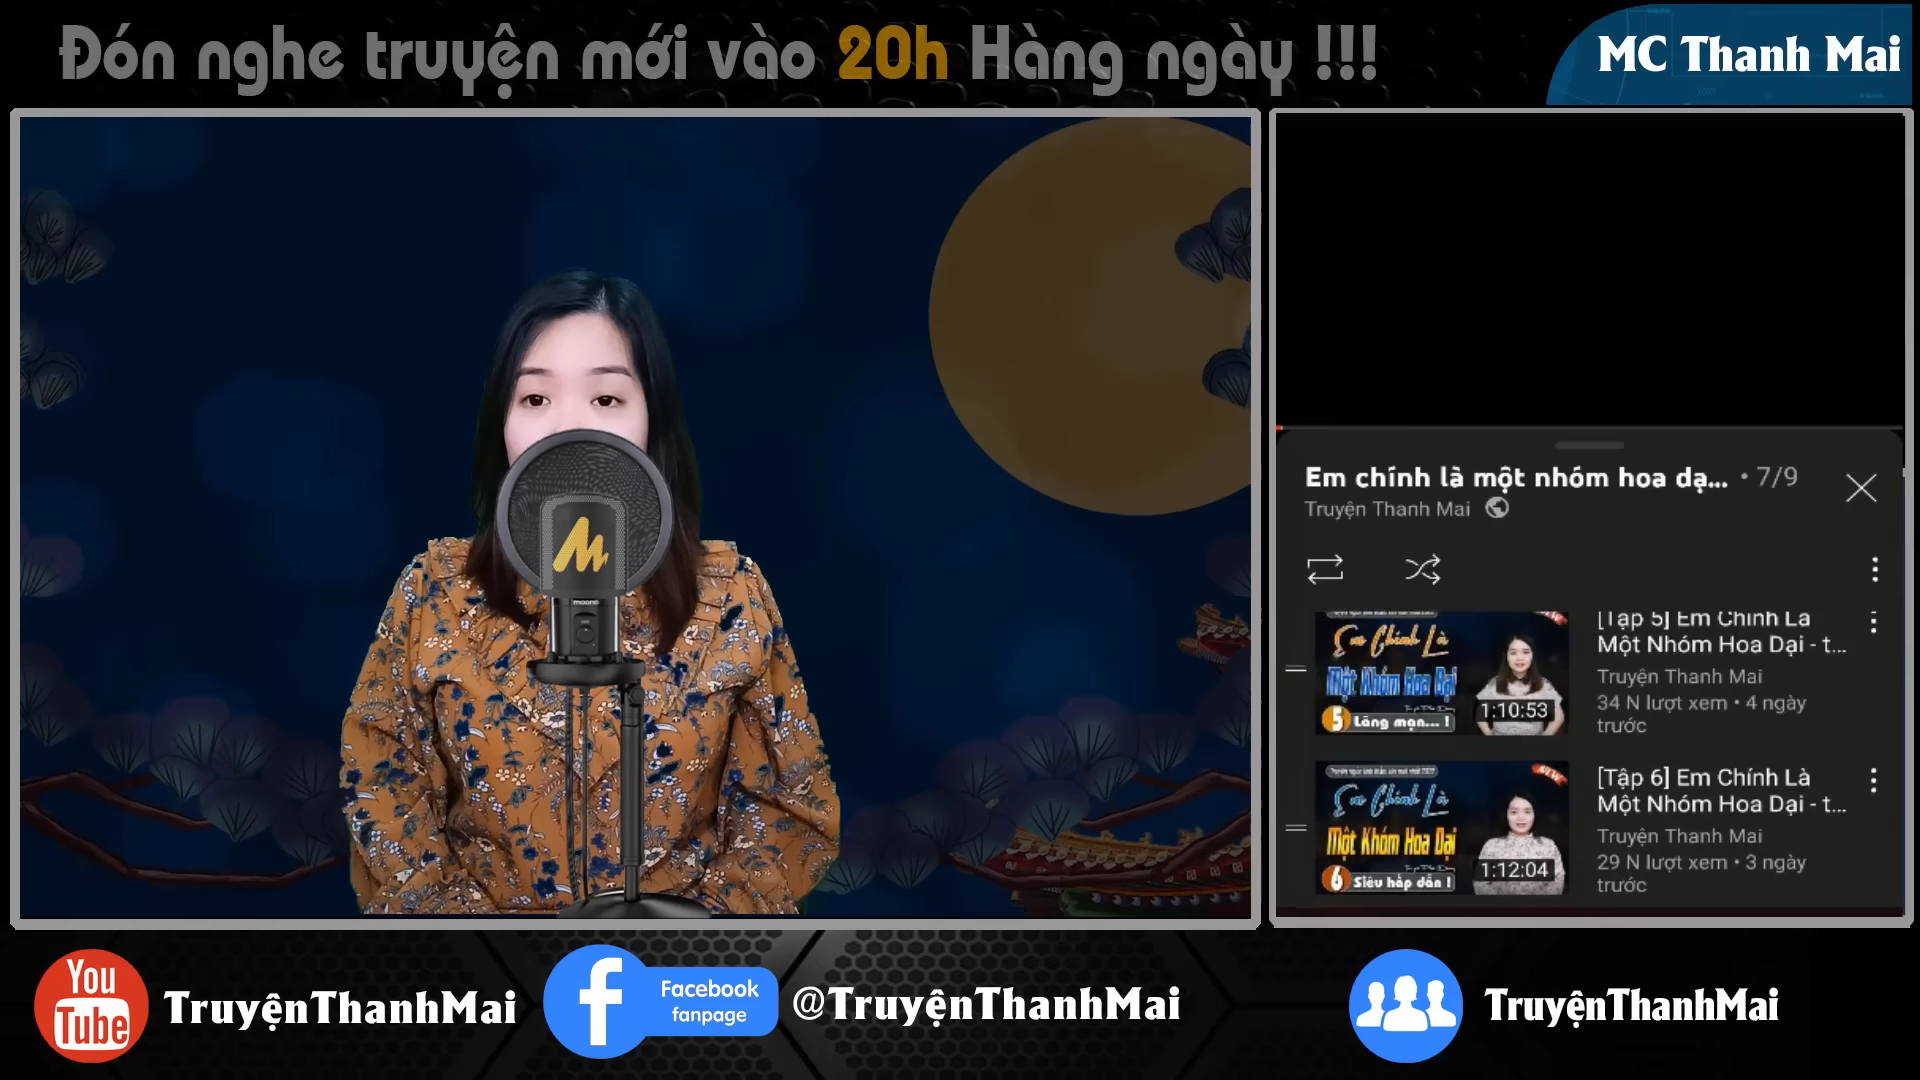 Đón nghe truyện mới vào 20h Hàng ngày !!!
MC Thanh Mai
maono
Em chính là một nhóm hoa dạ... • 7/9
Truyện Thanh Mai
Em Chính Là
Một Khóm Hoa Dại
5 Lãng mạn... !
1:10:53
[Tập 5] Em Chính Là
Một Nhóm Hoa Dại - t...
Truyện Thanh Mai
34 N lượt xem • 4 ngày
trước
NEW
Em Chính Là
Một Khóm Hoa Dại
6 Siêu hấp dẫn !
1:12:04
[Tập 6] Em Chính Là
Một Nhóm Hoa Dại - t...
Truyện Thanh Mai
29 N lượt xem • 3 ngày
trước
You
Tube
TruyệnThanhMai
f
Facebook
fanpage
@TruyệnThanhMai
TruyệnThanhMai